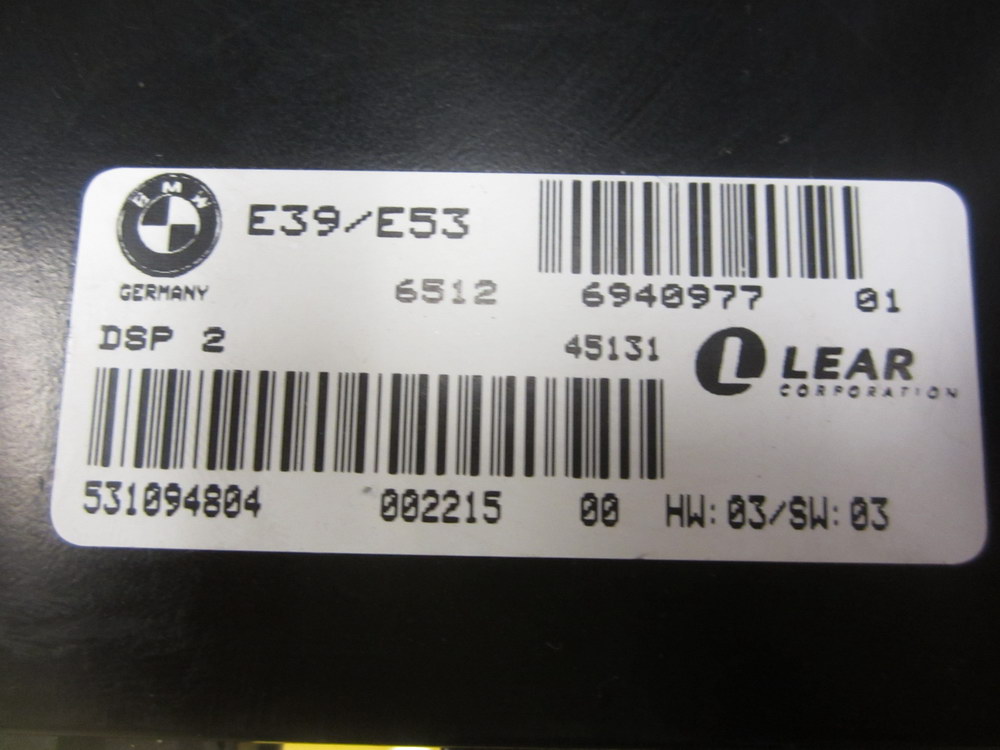 BMW E39/E53
GERMANY 6512 6940977 01
DSP 2 45131 LEAR
CORPORATION
531094804 002215 00 HW:03/SW:03